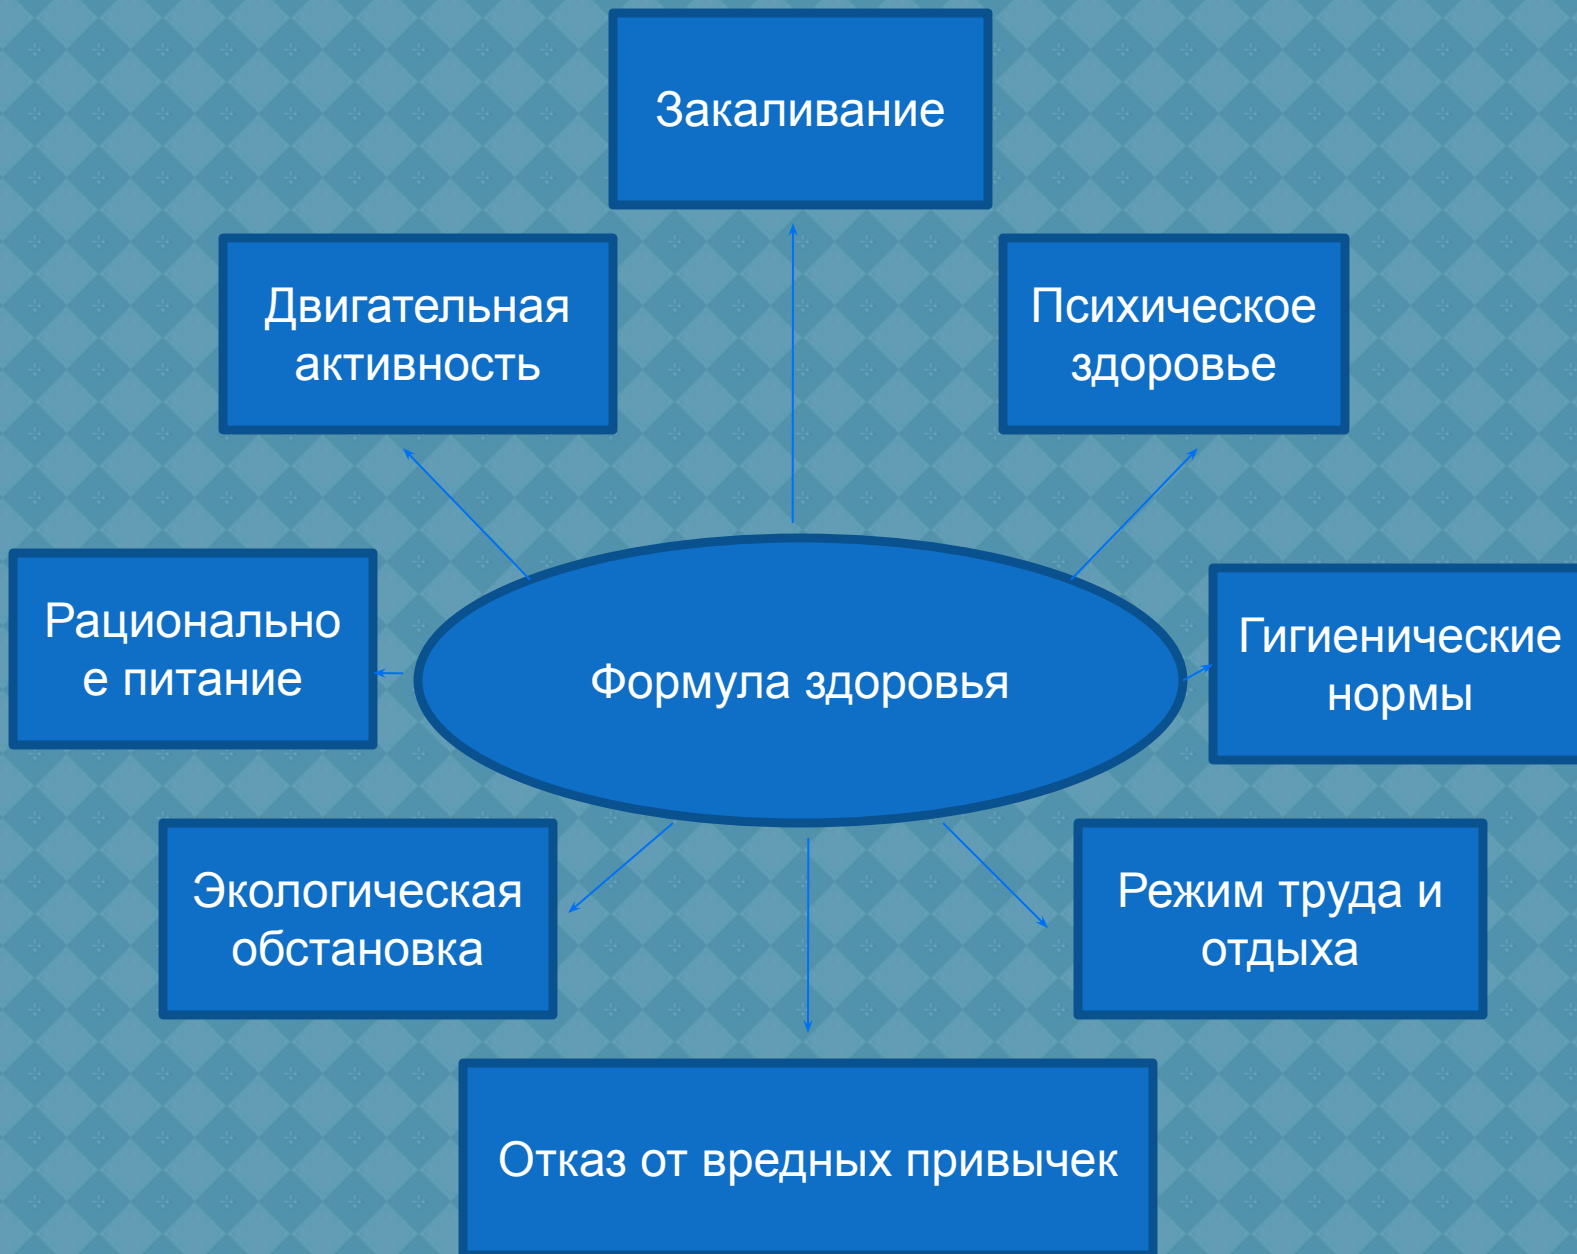 Закаливание
Двигательная
активность
Психическое
здоровье
Рационально
е питание
Формула здоровья
Гигиенические
нормы
Экологическая
обстановка
Режим труда и
отдыха
Отказ от вредных привычек